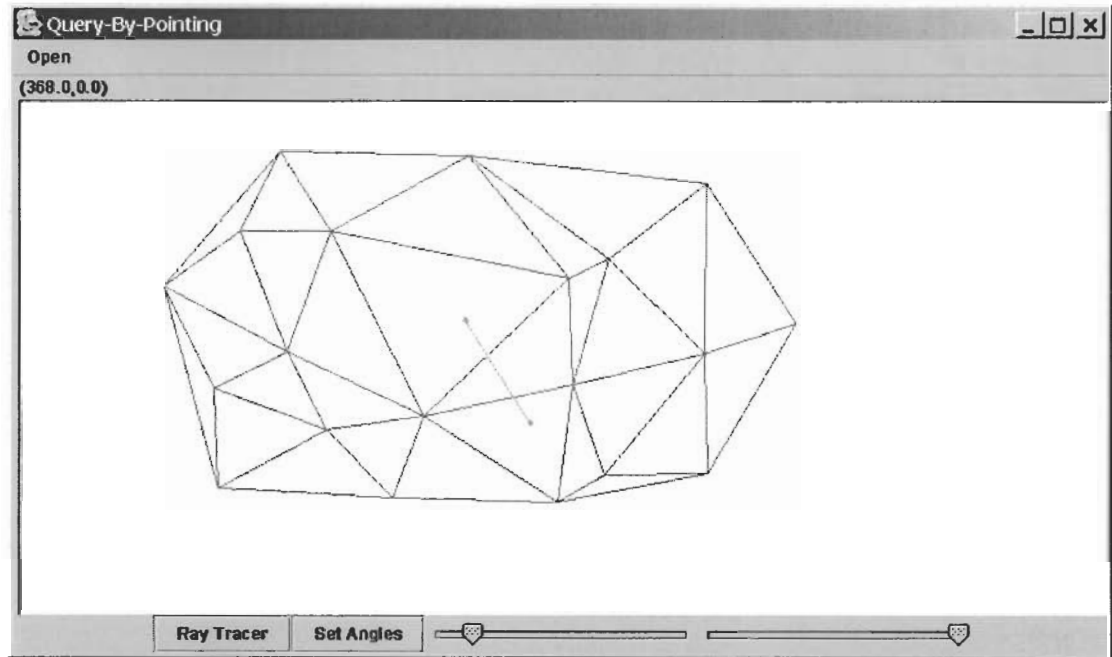 Query-By-Pointing
Open
(368.0,0.0)
Ray Tracer Set Angles